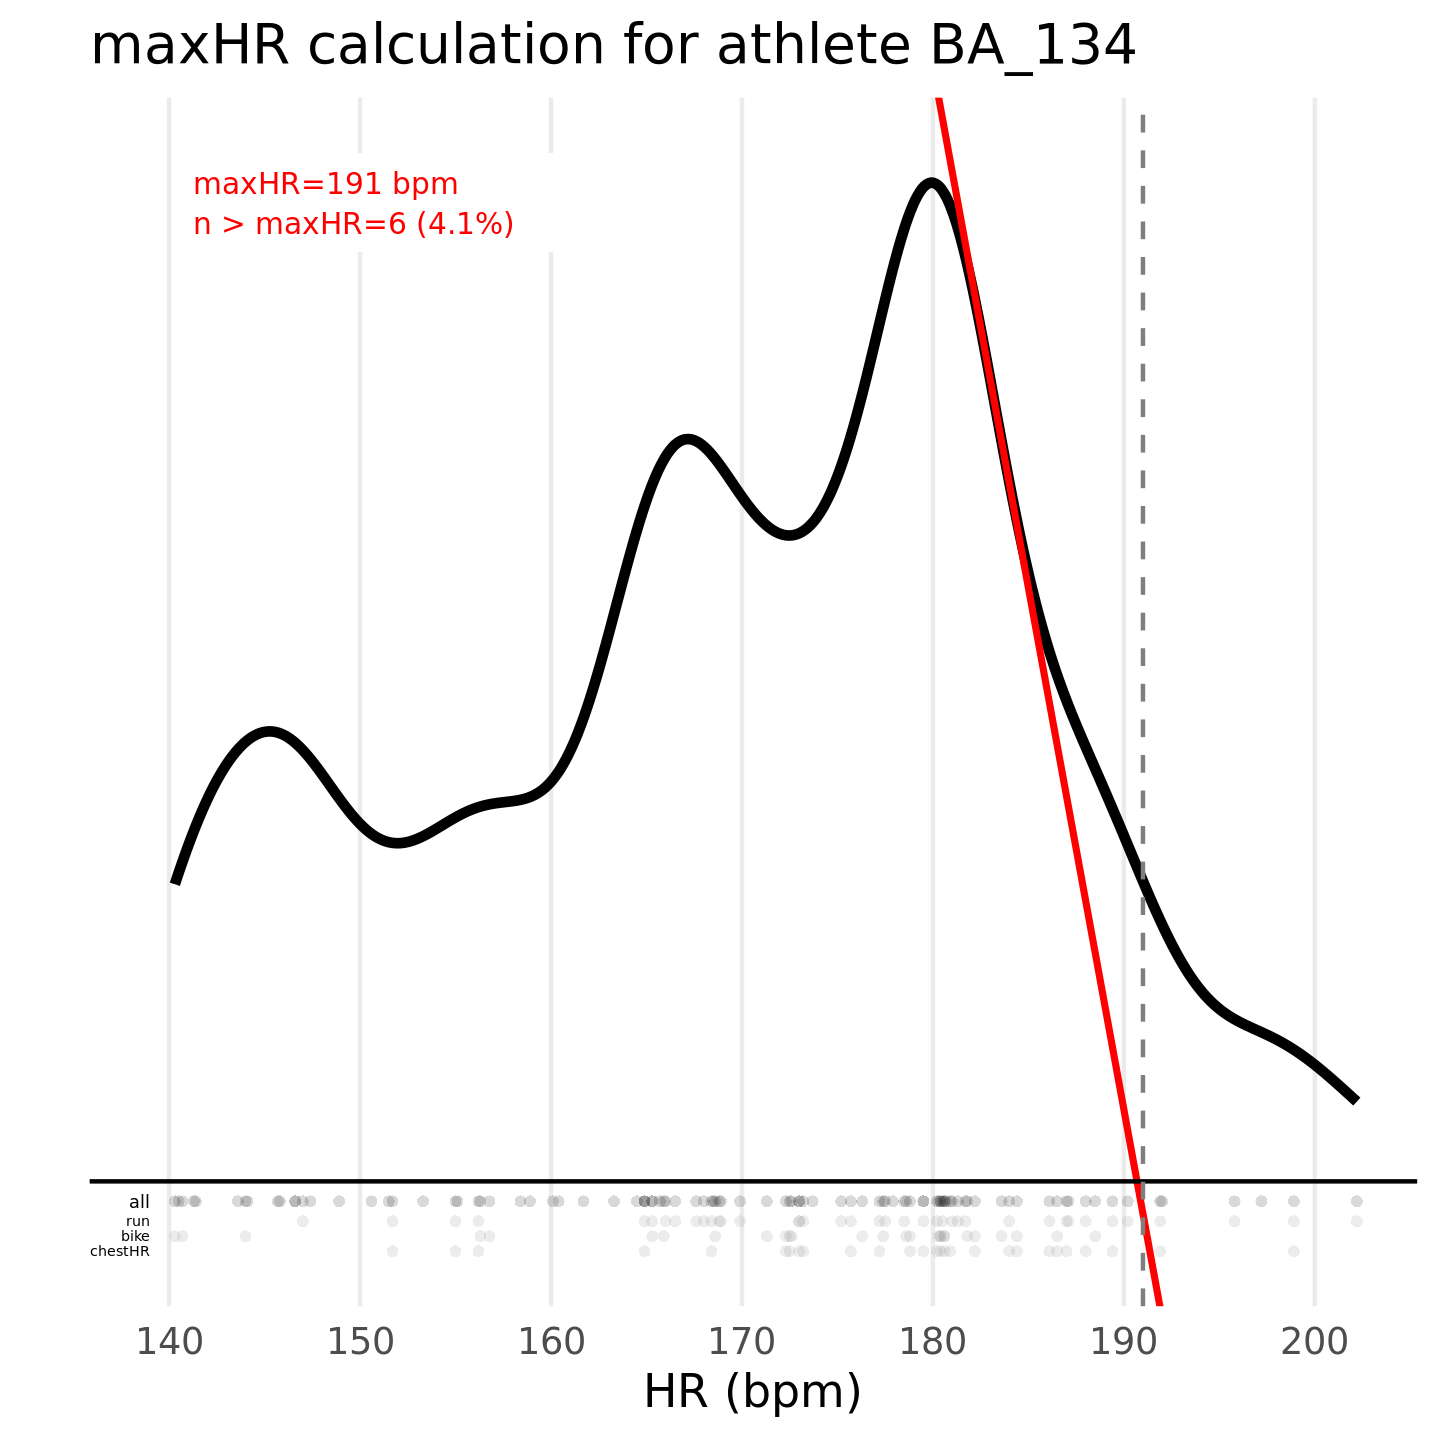 maxHR calculation for athlete BA_134
maxHR=191 bpm
n > maxHR=6 (4.1%)
all
run
bike
chestHR
140 150 160 170 180 190 200
HR (bpm)